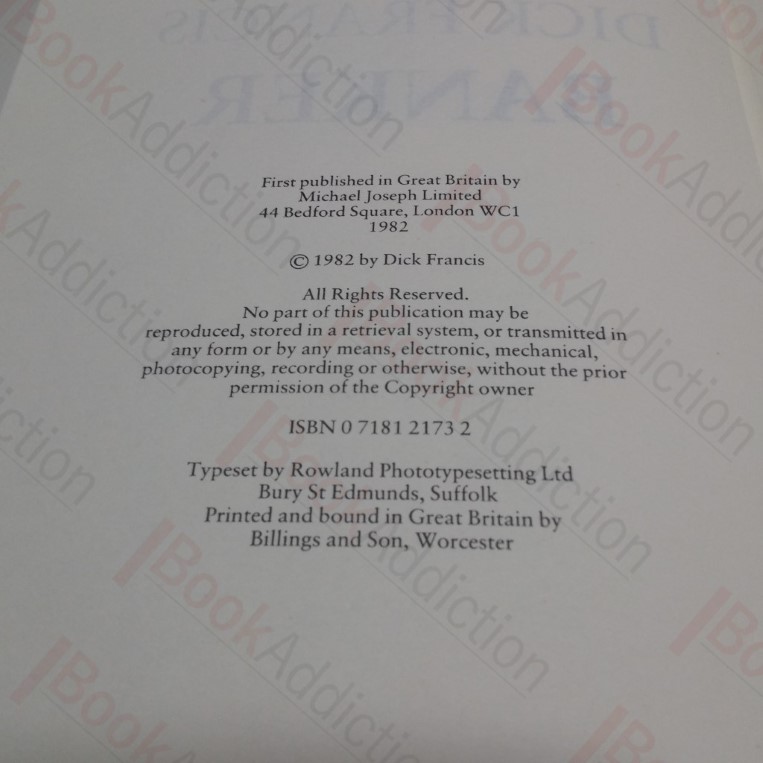 DICK FRANCIS
BANKER
First published in Great Britain by
Michael Joseph Limited
44 Bedford Square, London WC1
1982
© 1982 by Dick Francis
All Rights Reserved.
No part of this publication may be
reproduced, stored in a retrieval system, or transmitted in
any form or by any means, electronic, mechanical,
photocopying, recording or otherwise, without the prior
permission of the Copyright owner
ISBN 0 7181 2173 2
Typeset by Rowland Phototypesetting Ltd
Bury St Edmunds, Suffolk
Printed and bound in Great Britain by
Billings and Son, Worcester
BookAddiction